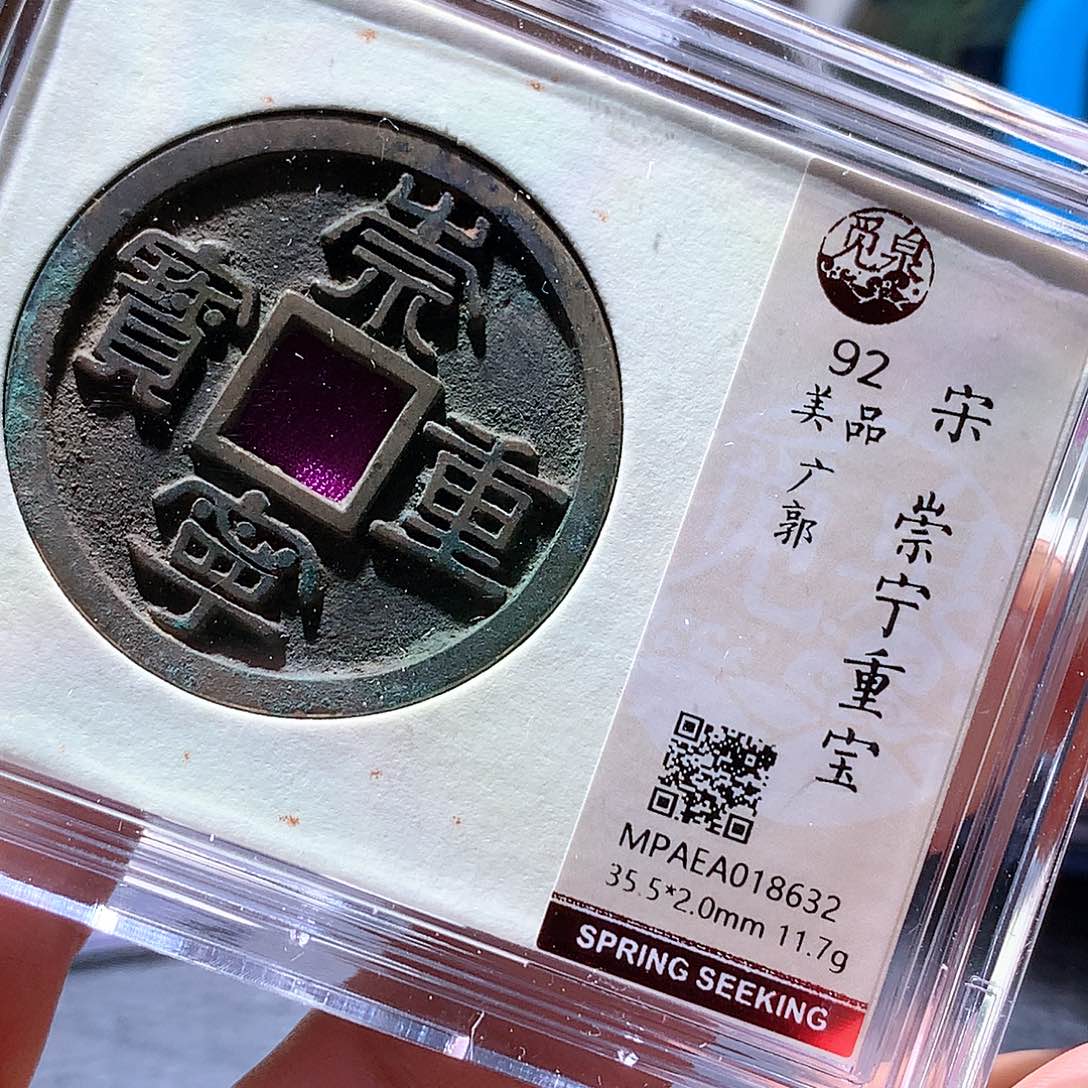 崇
重
寧
寳
觅泉
92
美品
广郭
宋 崇宁重宝
MPAEA018632
35.5*2.0mm 11.7g
SPRING SEEKING